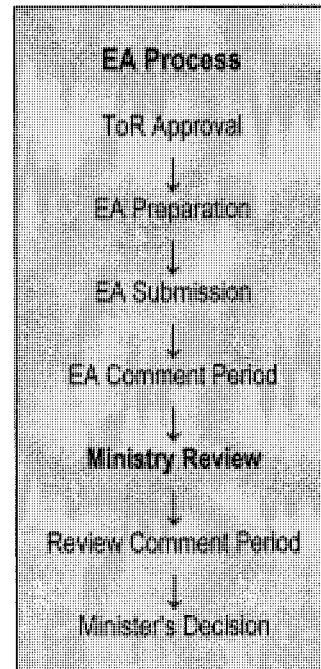 EA Process
ToR Approval
EA Preparation
EA Submission
EA Comment Period
Ministry Review
Review Comment Period
Minister's Decision